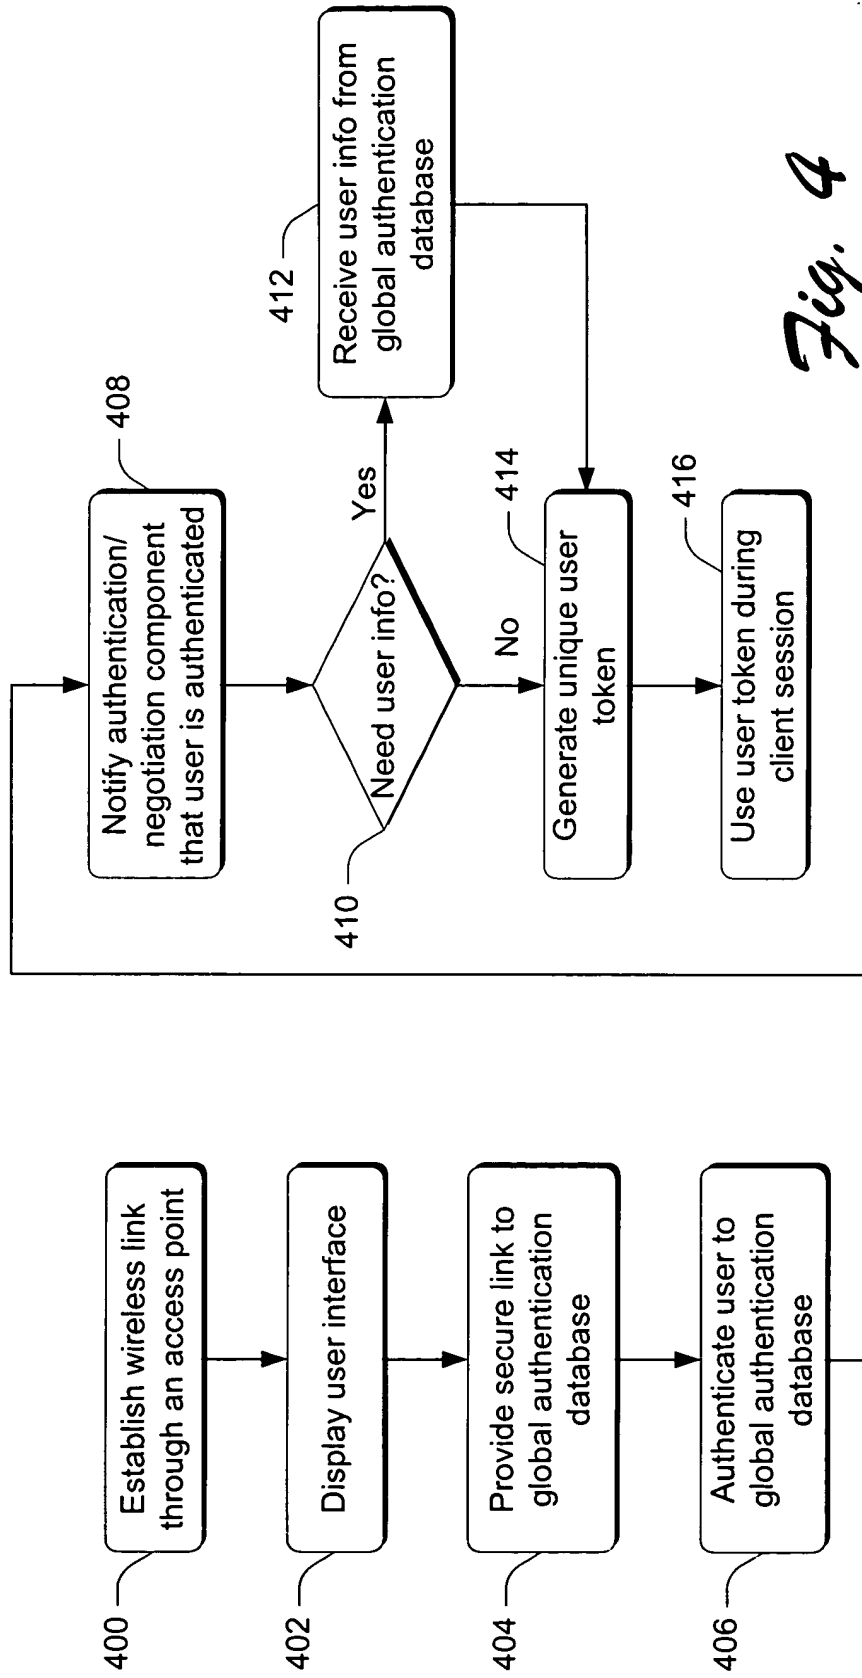 400
Establish wireless link
through an access point
402
Display user interface
404
Provide secure link to
global authentication
database
406
Authenticate user to
global authentication
database
408
Notify authentication/
negotiation component
that user is authenticated
410
Need user info?
Yes
No
412
Receive user info from
global authentication
database
414
Generate unique user
token
416
Use user token during
client session
Fig. 4